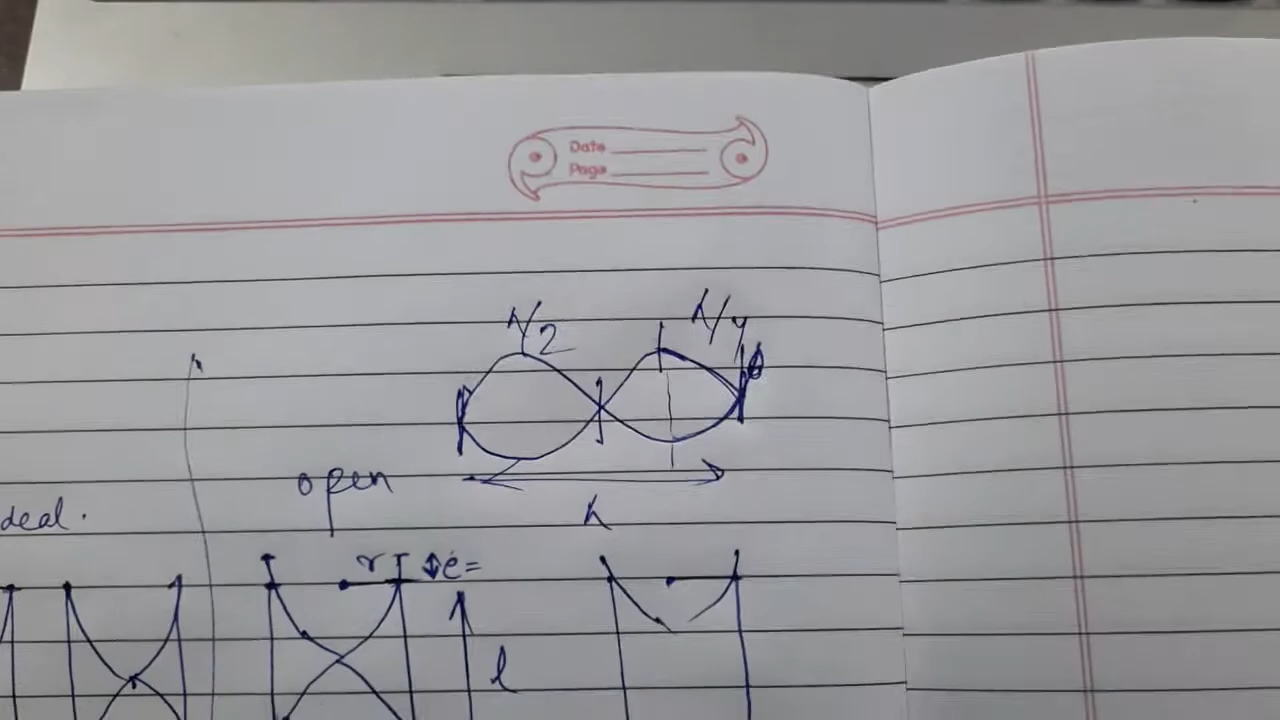 Date
Page
λ/2 λ/4
open
λ
deal.
r e=
l